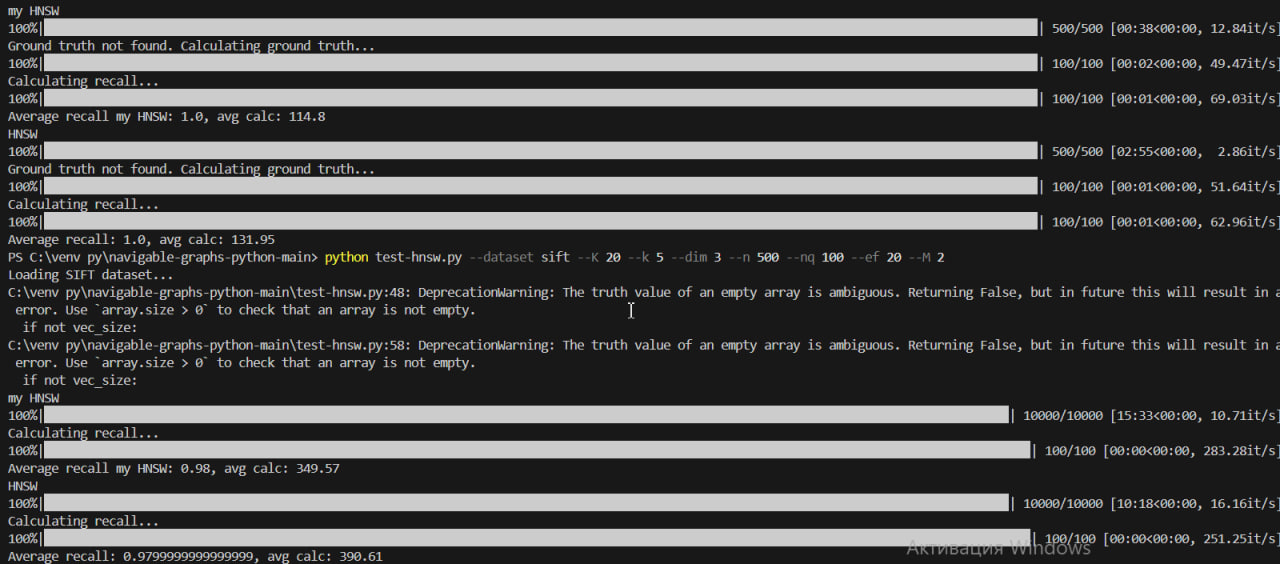 my HNSW
100%| | 500/500 [00:38<00:00, 12.84it/s]
Ground truth not found. Calculating ground truth...
100%| | 100/100 [00:02<00:00, 49.47it/s]
Calculating recall...
100%| | 100/100 [00:01<00:00, 69.03it/s]
Average recall my HNSW: 1.0, avg calc: 114.8
HNSW
100%| | 500/500 [02:55<00:00, 2.86it/s]
Ground truth not found. Calculating ground truth...
100%| | 100/100 [00:01<00:00, 51.64it/s]
Calculating recall...
100%| | 100/100 [00:01<00:00, 62.96it/s]
Average recall: 1.0, avg calc: 131.95
PS C:\venv py\navigable-graphs-python-main> python test-hnsw.py --dataset sift --K 20 --k 5 --dim 3 --n 500 --nq 100 --ef 20 --M 2
Loading SIFT dataset...
C:\venv py\navigable-graphs-python-main\test-hnsw.py:48: DeprecationWarning: The truth value of an empty array is ambiguous. Returning False, but in future this will result in a
error. Use `array.size > 0` to check that an array is not empty.
if not vec_size:
C:\venv py\navigable-graphs-python-main\test-hnsw.py:58: DeprecationWarning: The truth value of an empty array is ambiguous. Returning False, but in future this will result in a
error. Use `array.size > 0` to check that an array is not empty.
if not vec_size:
my HNSW
100%| | 10000/10000 [15:33<00:00, 10.71it/s]
Calculating recall...
100%| | 100/100 [00:00<00:00, 283.28it/s]
Average recall my HNSW: 0.98, avg calc: 349.57
HNSW
100%| | 10000/10000 [10:18<00:00, 16.16it/s]
Calculating recall...
100%| | 100/100 [00:00<00:00, 251.25it/s]
Активация Windows
Average recall: 0.9799999999999999, avg calc: 390.61